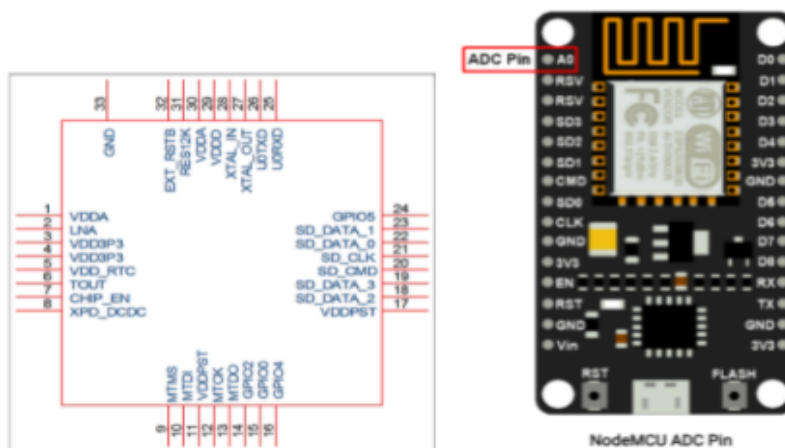 33
32
31
30
29
28
27
26
25
GND
EXT_RSTB
RES12K
VDDA
VDDD
XTAL_IN
XTAL_OUT
U0TXD
U0RXD
1 VDDA
2 LNA
3 VDD3P3
4 VDD3P3
5 VDD_RTC
6 TOUT
7 CHIP_EN
8 XPD_DCDC
GPIO5 24
SD_DATA_1 23
SD_DATA_0 22
SD_CLK 21
SD_CMD 20
SD_DATA_3 19
SD_DATA_2 18
VDDPST 17
MTMS
MTDI
VDDPST
MTCK
MTDO
GPIO2
GPIO0
GPIO4
9
10
11
12
13
14
15
16
ADC Pin
A0
RSV
RSV
SD3
SD2
SD1
CMD
SD0
CLK
GND
3V3
EN
RST
GND
Vin
WiFi
FC
D0
D1
D2
D3
D4
3V3
GND
D5
D6
D7
D8
RX
TX
GND
3V3
RST
FLASH
NodeMCU ADC Pin